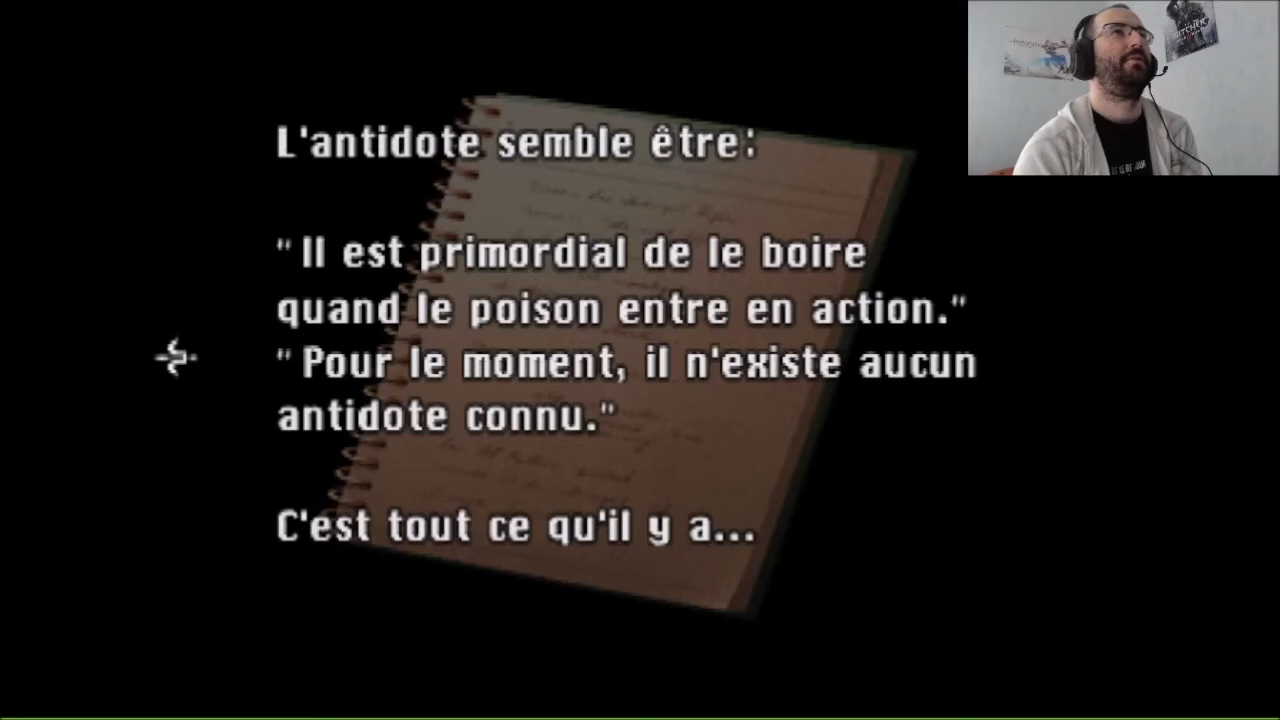 L'antidote semble être:
" Il est primordial de le boire
quand le poison entre en action."
" Pour le moment, il n'existe aucun
antidote connu."
C'est tout ce qu'il y a...
WITCHER